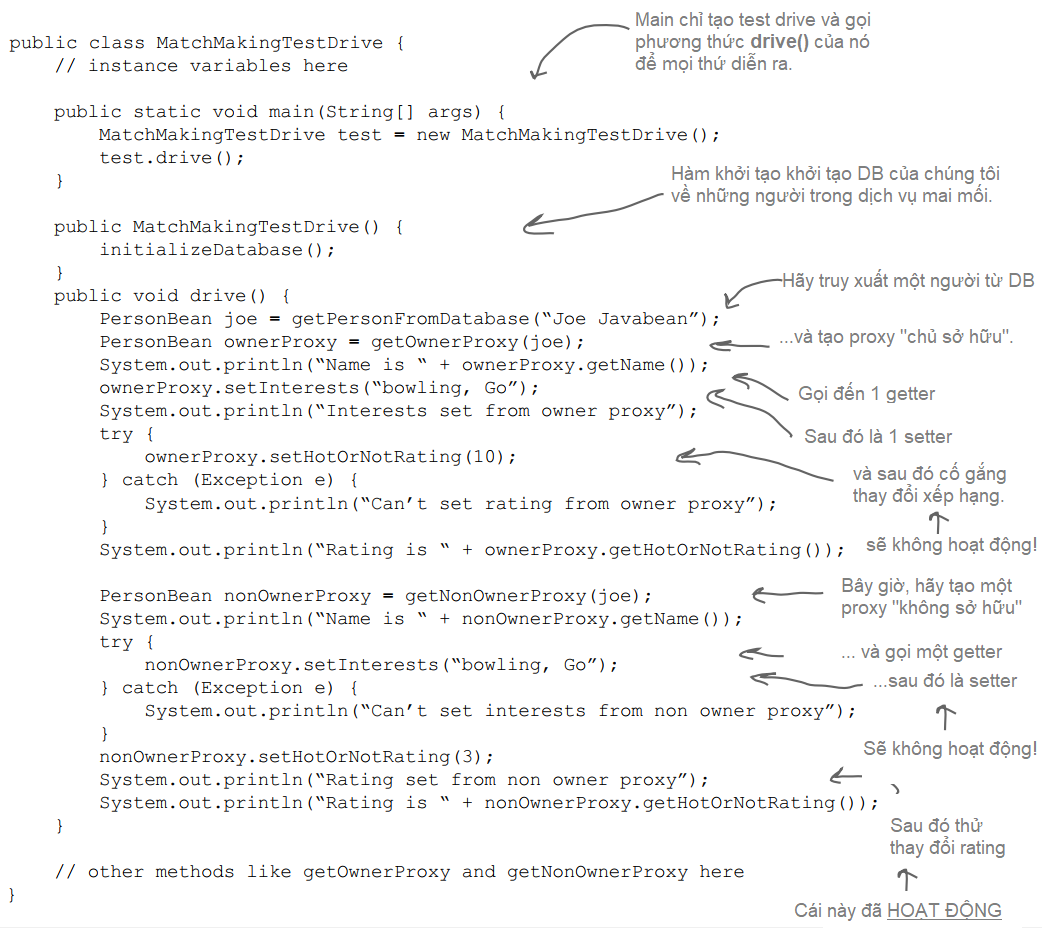 Main chỉ tạo test drive và gọi
phương thức drive() của nó
để mọi thứ diễn ra.
public class MatchMakingTestDrive {
// instance variables here
public static void main(String[] args) {
MatchMakingTestDrive test = new MatchMakingTestDrive();
test.drive();
}
Hàm khởi tạo khởi tạo DB của chúng tôi
về những người trong dịch vụ mai mối.
public MatchMakingTestDrive() {
initializeDatabase();
}
public void drive() {
Hãy truy xuất một người từ DB
PersonBean joe = getPersonFromDatabase(“Joe Javabean”);
PersonBean ownerProxy = getOwnerProxy(joe);
...và tạo proxy "chủ sở hữu".
System.out.println(“Name is “ + ownerProxy.getName());
ownerProxy.setInterests(“bowling, Go”);
Gọi đến 1 getter
System.out.println(“Interests set from owner proxy”);
try {
Sau đó là 1 setter
ownerProxy.setHotOrNotRating(10);
} catch (Exception e) {
và sau đó cố gắng
thay đổi xếp hạng.
System.out.println(“Can’t set rating from owner proxy”);
}
System.out.println(“Rating is “ + ownerProxy.getHotOrNotRating());
sẽ không hoạt động!
PersonBean nonOwnerProxy = getNonOwnerProxy(joe);
Bây giờ, hãy tạo một
proxy "không sở hữu"
System.out.println(“Name is “ + nonOwnerProxy.getName());
try {
... và gọi một getter
nonOwnerProxy.setInterests(“bowling, Go”);
} catch (Exception e) {
...sau đó là setter
System.out.println(“Can’t set interests from non owner proxy”);
}
Sẽ không hoạt động!
nonOwnerProxy.setHotOrNotRating(3);
System.out.println(“Rating set from non owner proxy”);
System.out.println(“Rating is “ + nonOwnerProxy.getHotOrNotRating());
}
Sau đó thử
thay đổi rating
// other methods like getOwnerProxy and getNonOwnerProxy here
}
Cái này đã HOẠT ĐỘNG